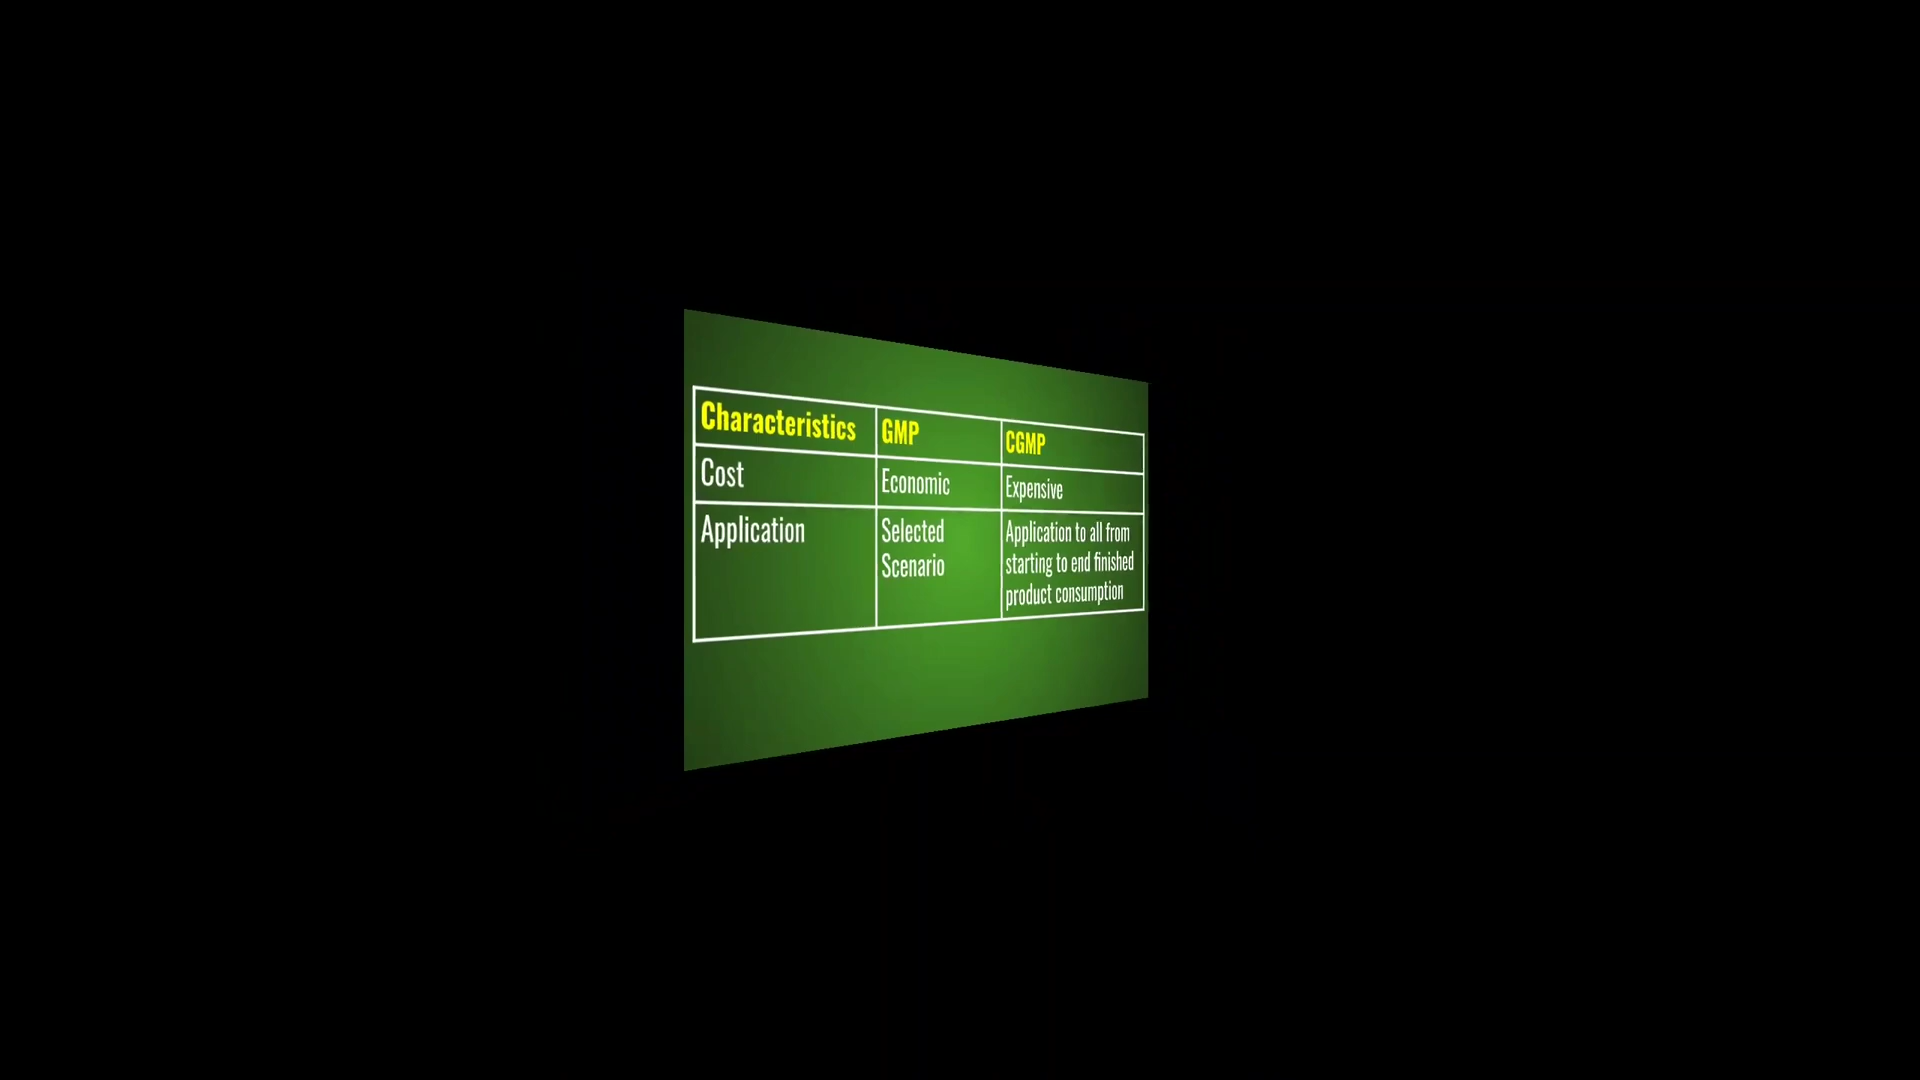 Characteristics GMP CGMP
Cost Economic Expensive
Application Selected Application to all from
Scenario starting to end finished
product consumption